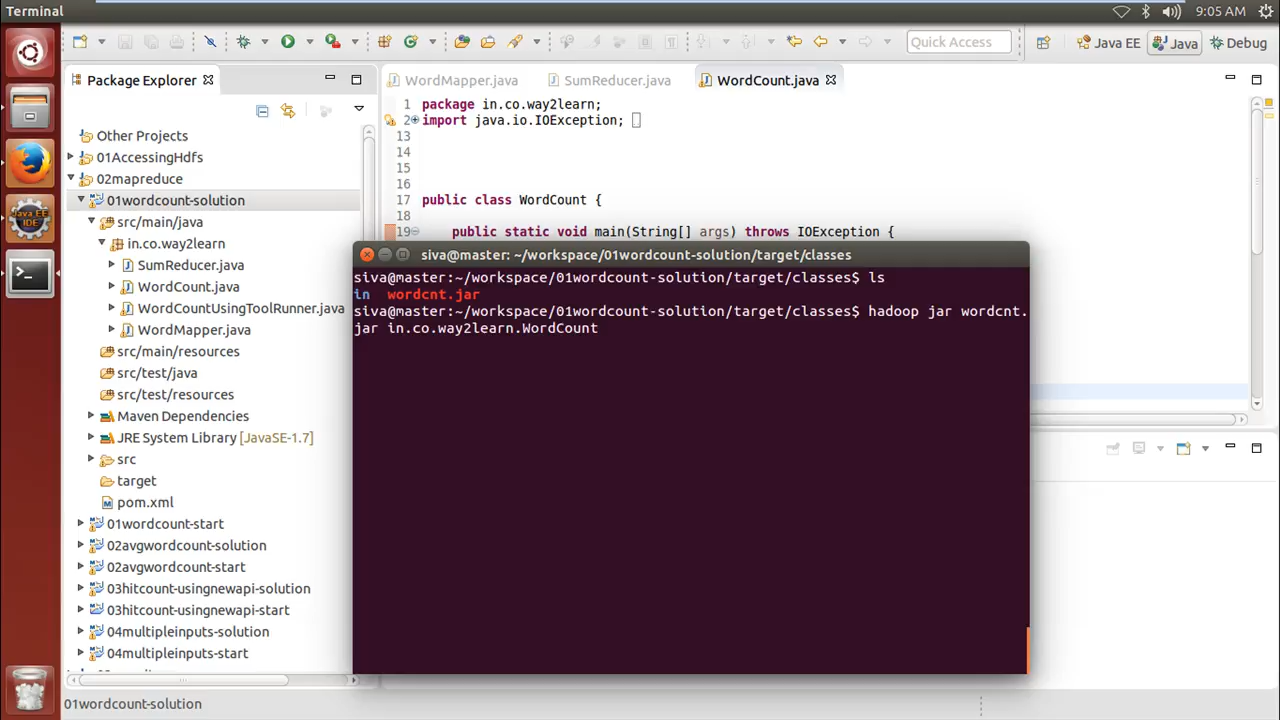 Terminal
9:05 AM
Quick Access
Java EE
Java
Debug
Package Explorer
WordMapper.java
SumReducer.java
WordCount.java
Other Projects
01AccessingHdfs
02mapreduce
01wordcount-solution
src/main/java
in.co.way2learn
SumReducer.java
WordCount.java
WordCountUsingToolRunner.java
WordMapper.java
src/main/resources
src/test/java
src/test/resources
Maven Dependencies
JRE System Library [JavaSE-1.7]
src
target
pom.xml
01wordcount-start
02avgwordcount-solution
02avgwordcount-start
03hitcount-usingnewapi-solution
03hitcount-usingnewapi-start
04multipleinputs-solution
04multipleinputs-start
1 package in.co.way2learn;
2 import java.io.IOException;
13
14
15
16
17 public class WordCount {
18
19 public static void main(String[] args) throws IOException {
siva@master: ~/workspace/01wordcount-solution/target/classes
siva@master:~/workspace/01wordcount-solution/target/classes$ ls
in wordcnt.jar
siva@master:~/workspace/01wordcount-solution/target/classes$ hadoop jar wordcnt.
jar in.co.way2learn.WordCount
Java EE
IDE
01wordcount-solution